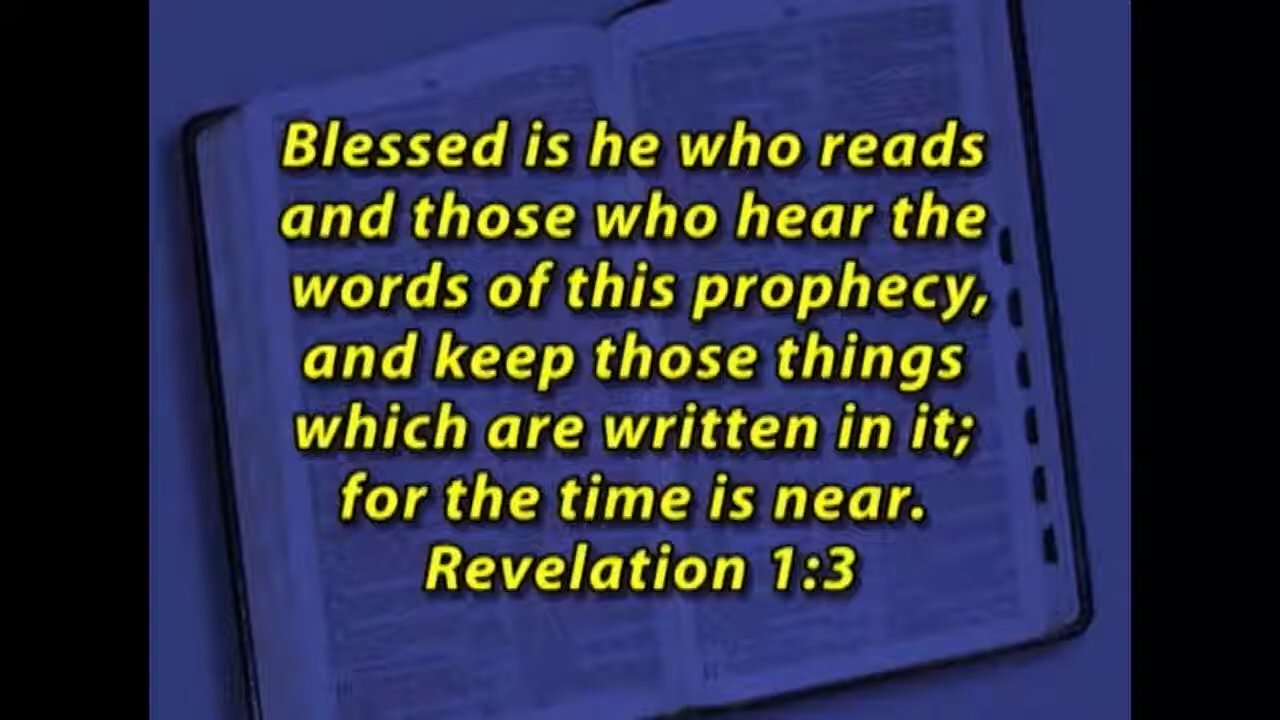 Blessed is he who reads
and those who hear the
words of this prophecy,
and keep those things
which are written in it;
for the time is near.
Revelation 1:3